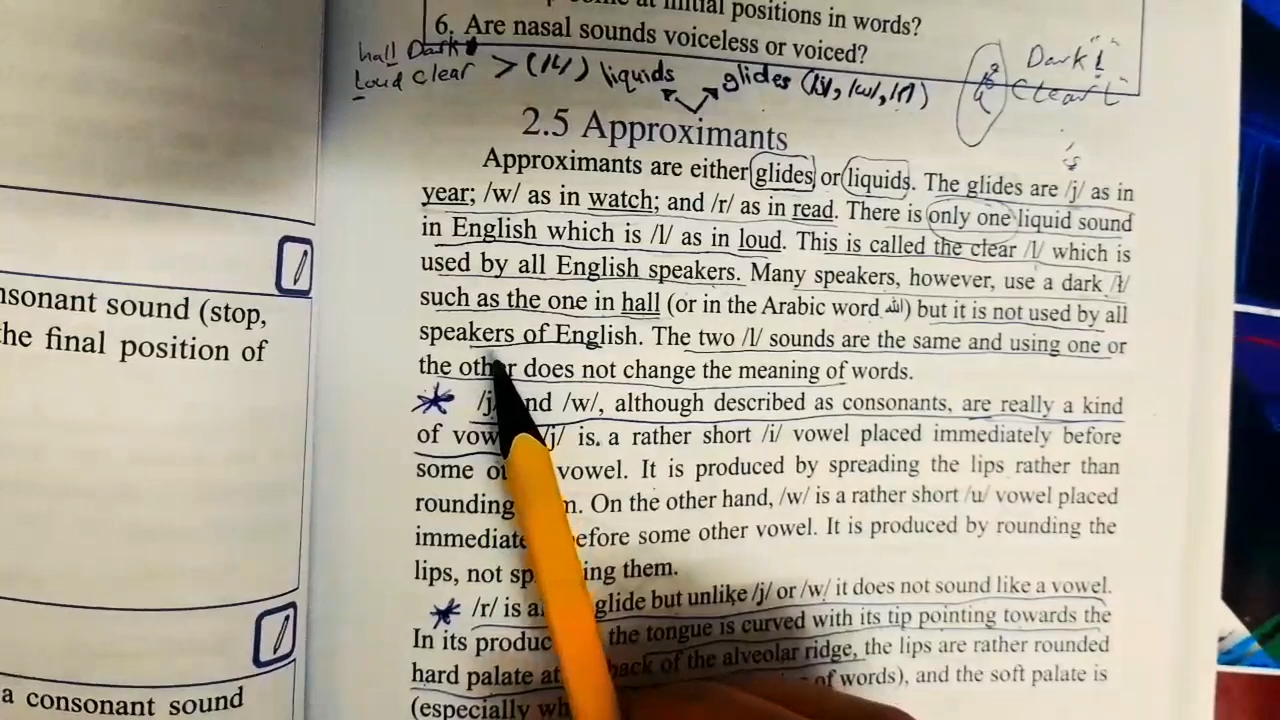 initial positions in words?
6. Are nasal sounds voiceless or voiced?
hall Dark
Loud Clear > (/l/) liquids glides (/j/, /w/, /r/)
Dark
Clear
2.5 Approximants
Approximants are either glides or liquids. The glides are /j/ as in
year; /w/ as in watch; and /r/ as in read. There is only one liquid sound
in English which is /l/ as in loud. This is called the clear /l/ which is
used by all English speakers. Many speakers, however, use a dark /ɫ/
such as the one in hall (or in the Arabic word الله) but it is not used by all
speakers of English. The two /l/ sounds are the same and using one or
the other does not change the meaning of words.
/j/ and /w/, although described as consonants, are really a kind
of /j/ is. a rather short /i/ vowel placed immediately before
some vowel. It is produced by spreading the lips rather than
rounding On the other hand, /w/ is a rather short /u/ vowel placed
before some other vowel. It is produced by rounding the
lips, not them.
/r/ is glide but unlike /j/ or /w/ it does not sound like a vowel.
In its the tongue is curved with its tip pointing towards the
hard palate at back of the alveolar ridge, the lips are rather rounded
(especially of words), and the soft palate is
consonant sound (stop,
the final position of
a consonant sound